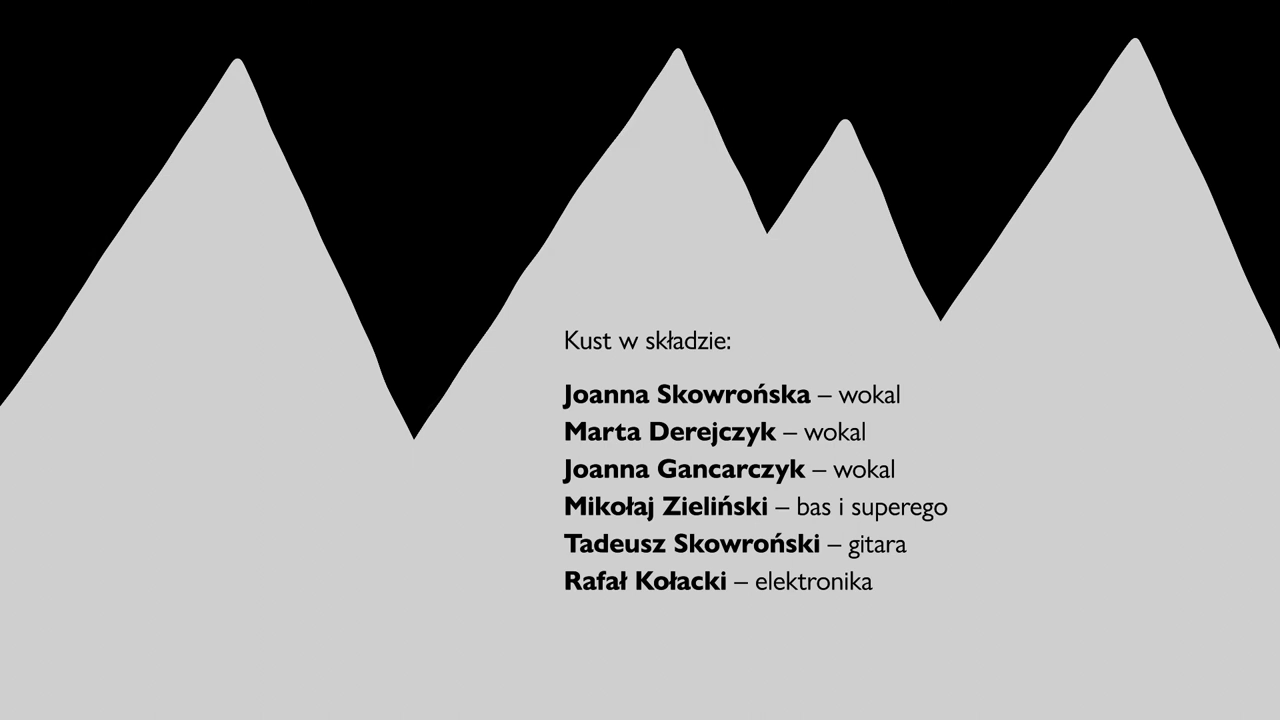 Kust w składzie:
Joanna Skowrońska – wokal
Marta Derejczyk – wokal
Joanna Gancarczyk – wokal
Mikołaj Zieliński – bas i superego
Tadeusz Skowroński – gitara
Rafał Kołacki – elektronika